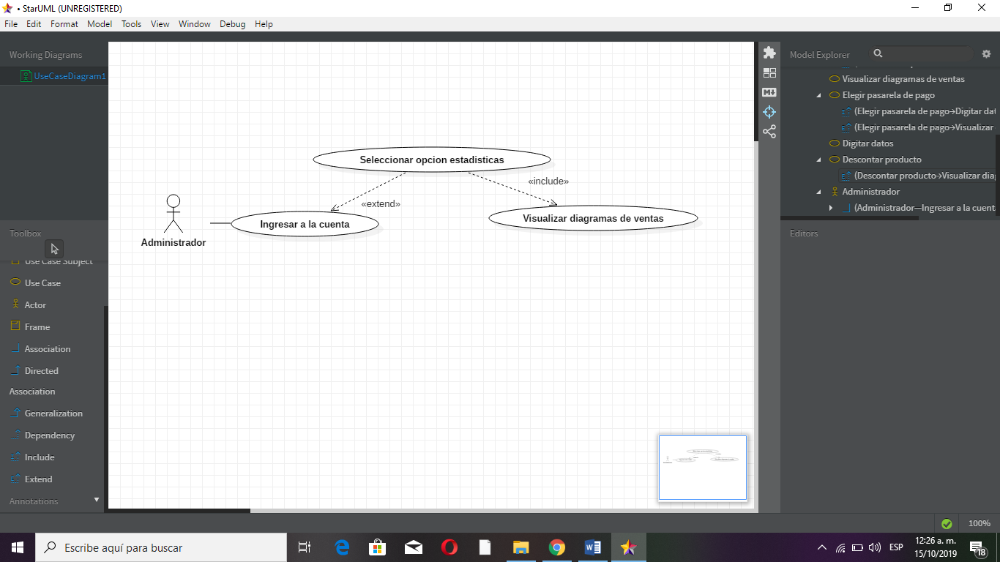 • StarUML (UNREGISTERED)
File Edit Format Model Tools View Window Debug Help
Working Diagrams
UseCaseDiagram1
Toolbox
Use Case Subject
Use Case
Actor
Frame
Association
Directed
Association
Generalization
Dependency
Include
Extend
Annotations
Seleccionar opcion estadisticas
«include»
«extend»
Ingresar a la cuenta
Visualizar diagramas de ventas
Administrador
Model Explorer
Visualizar diagramas de ventas
Elegir pasarela de pago
(Elegir pasarela de pago→Digitar dat
(Elegir pasarela de pago→Visualizar
Digitar datos
Descontar producto
(Descontar producto→Visualizar dia
Administrador
(Administrador—Ingresar a la cuent
Editors
100%
Escribe aquí para buscar
ESP
12:26 a. m.
15/10/2019
18